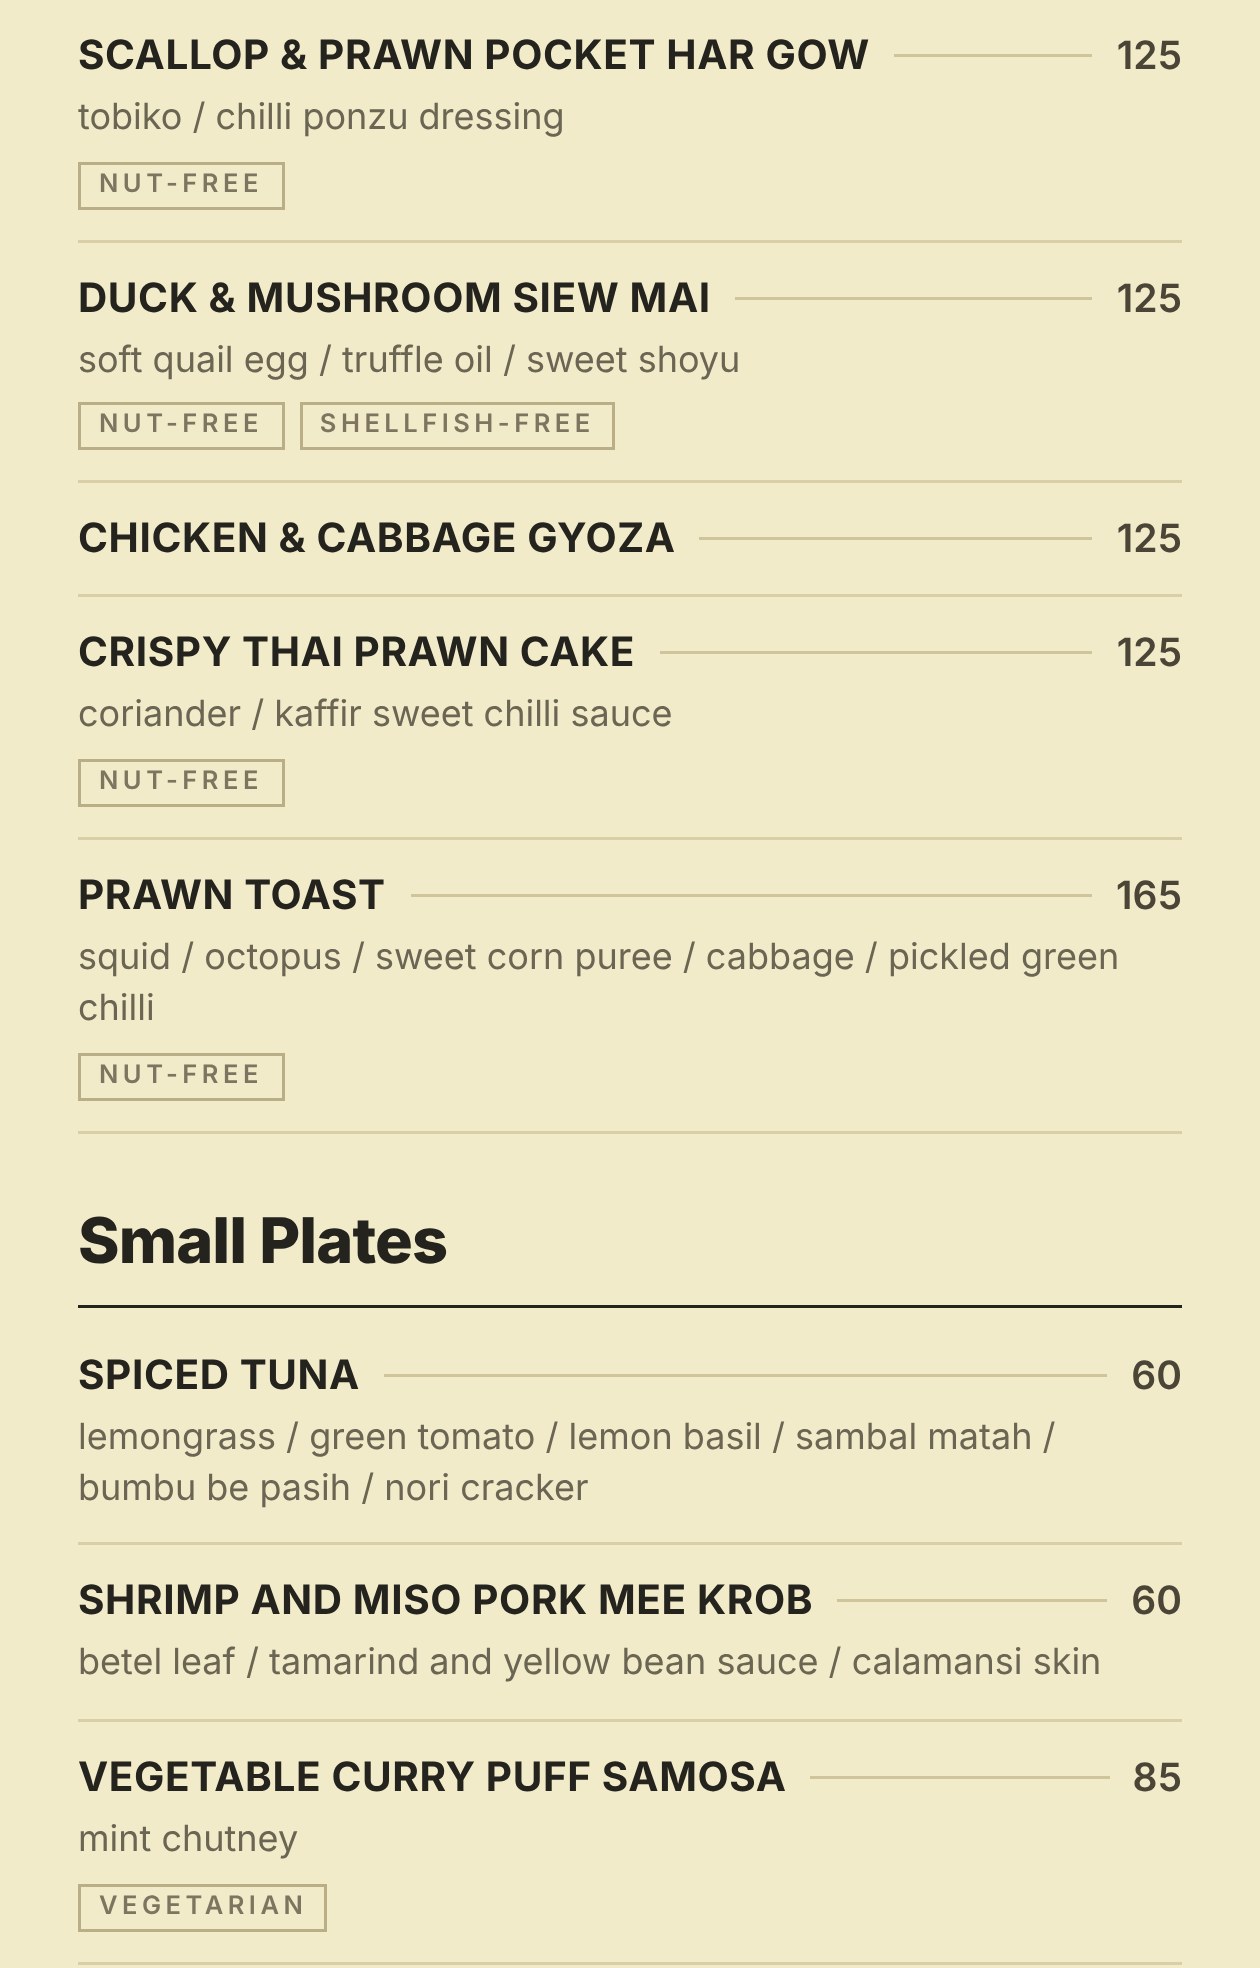 SCALLOP & PRAWN POCKET HAR GOW 125
tobiko / chilli ponzu dressing
NUT-FREE
DUCK & MUSHROOM SIEW MAI 125
soft quail egg / truffle oil / sweet shoyu
NUT-FREE SHELLFISH-FREE
CHICKEN & CABBAGE GYOZA 125
CRISPY THAI PRAWN CAKE 125
coriander / kaffir sweet chilli sauce
NUT-FREE
PRAWN TOAST 165
squid / octopus / sweet corn puree / cabbage / pickled green
chilli
NUT-FREE
Small Plates
SPICED TUNA 60
lemongrass / green tomato / lemon basil / sambal matah /
bumbu be pasih / nori cracker
SHRIMP AND MISO PORK MEE KROB 60
betel leaf / tamarind and yellow bean sauce / calamansi skin
VEGETABLE CURRY PUFF SAMOSA 85
mint chutney
VEGETARIAN